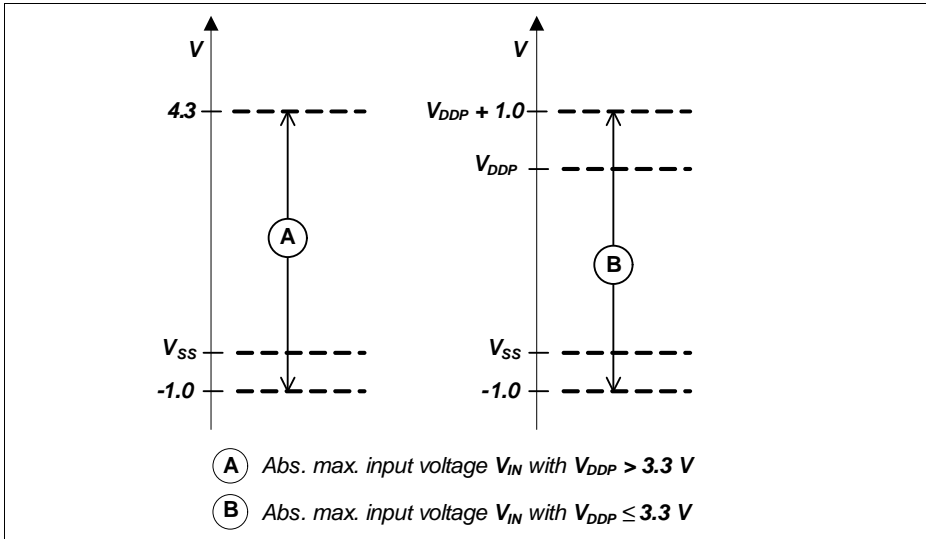 V
4.3
A
V_SS
-1.0
V
V_DDP + 1.0
V_DDP
B
V_SS
-1.0
A Abs. max. input voltage V_IN with V_DDP > 3.3 V
B Abs. max. input voltage V_IN with V_DDP ≤ 3.3 V